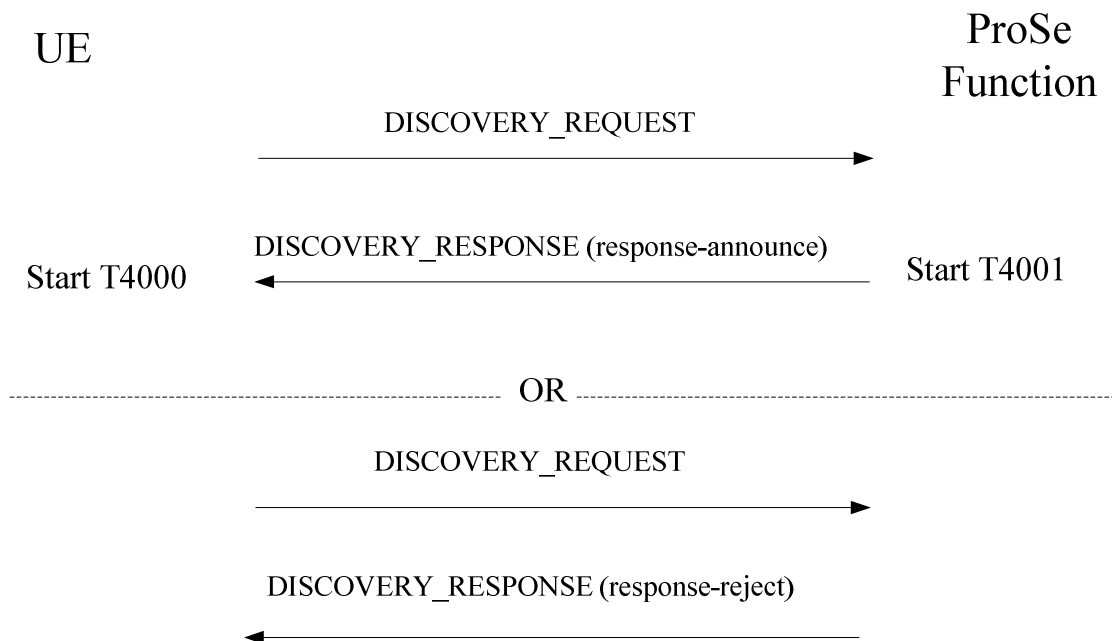 UE
ProSe
Function
DISCOVERY_REQUEST
DISCOVERY_RESPONSE (response-announce)
Start T4000
Start T4001
OR
DISCOVERY_REQUEST
DISCOVERY_RESPONSE (response-reject)